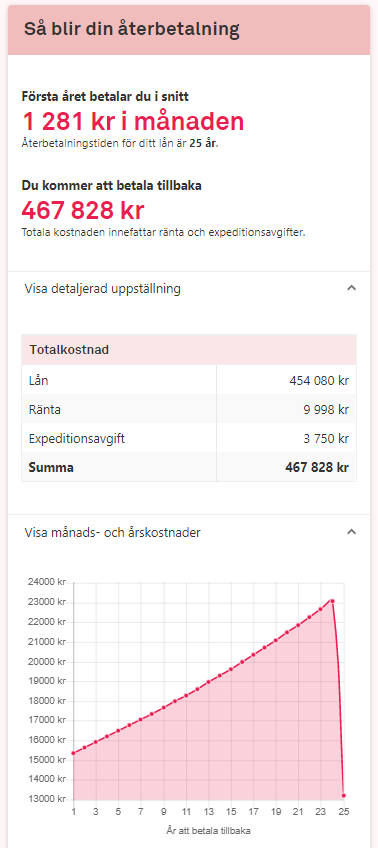 Så blir din återbetalning
Första året betalar du i snitt
1 281 kr i månaden
Återbetalningstiden för ditt lån är 25 år.
Du kommer att betala tillbaka
467 828 kr
Totala kostnaden innefattar ränta och expeditionsavgifter.
Visa detaljerad uppställning
Totalkostnad
Lån 454 080 kr
Ränta 9 998 kr
Expeditionsavgift 3 750 kr
Summa 467 828 kr
Visa månads- och årskostnader
24000 kr
23000 kr
22000 kr
21000 kr
20000 kr
19000 kr
18000 kr
17000 kr
16000 kr
15000 kr
14000 kr
13000 kr
1 3 5 7 9 11 13 15 17 19 21 23 25
År att betala tillbaka